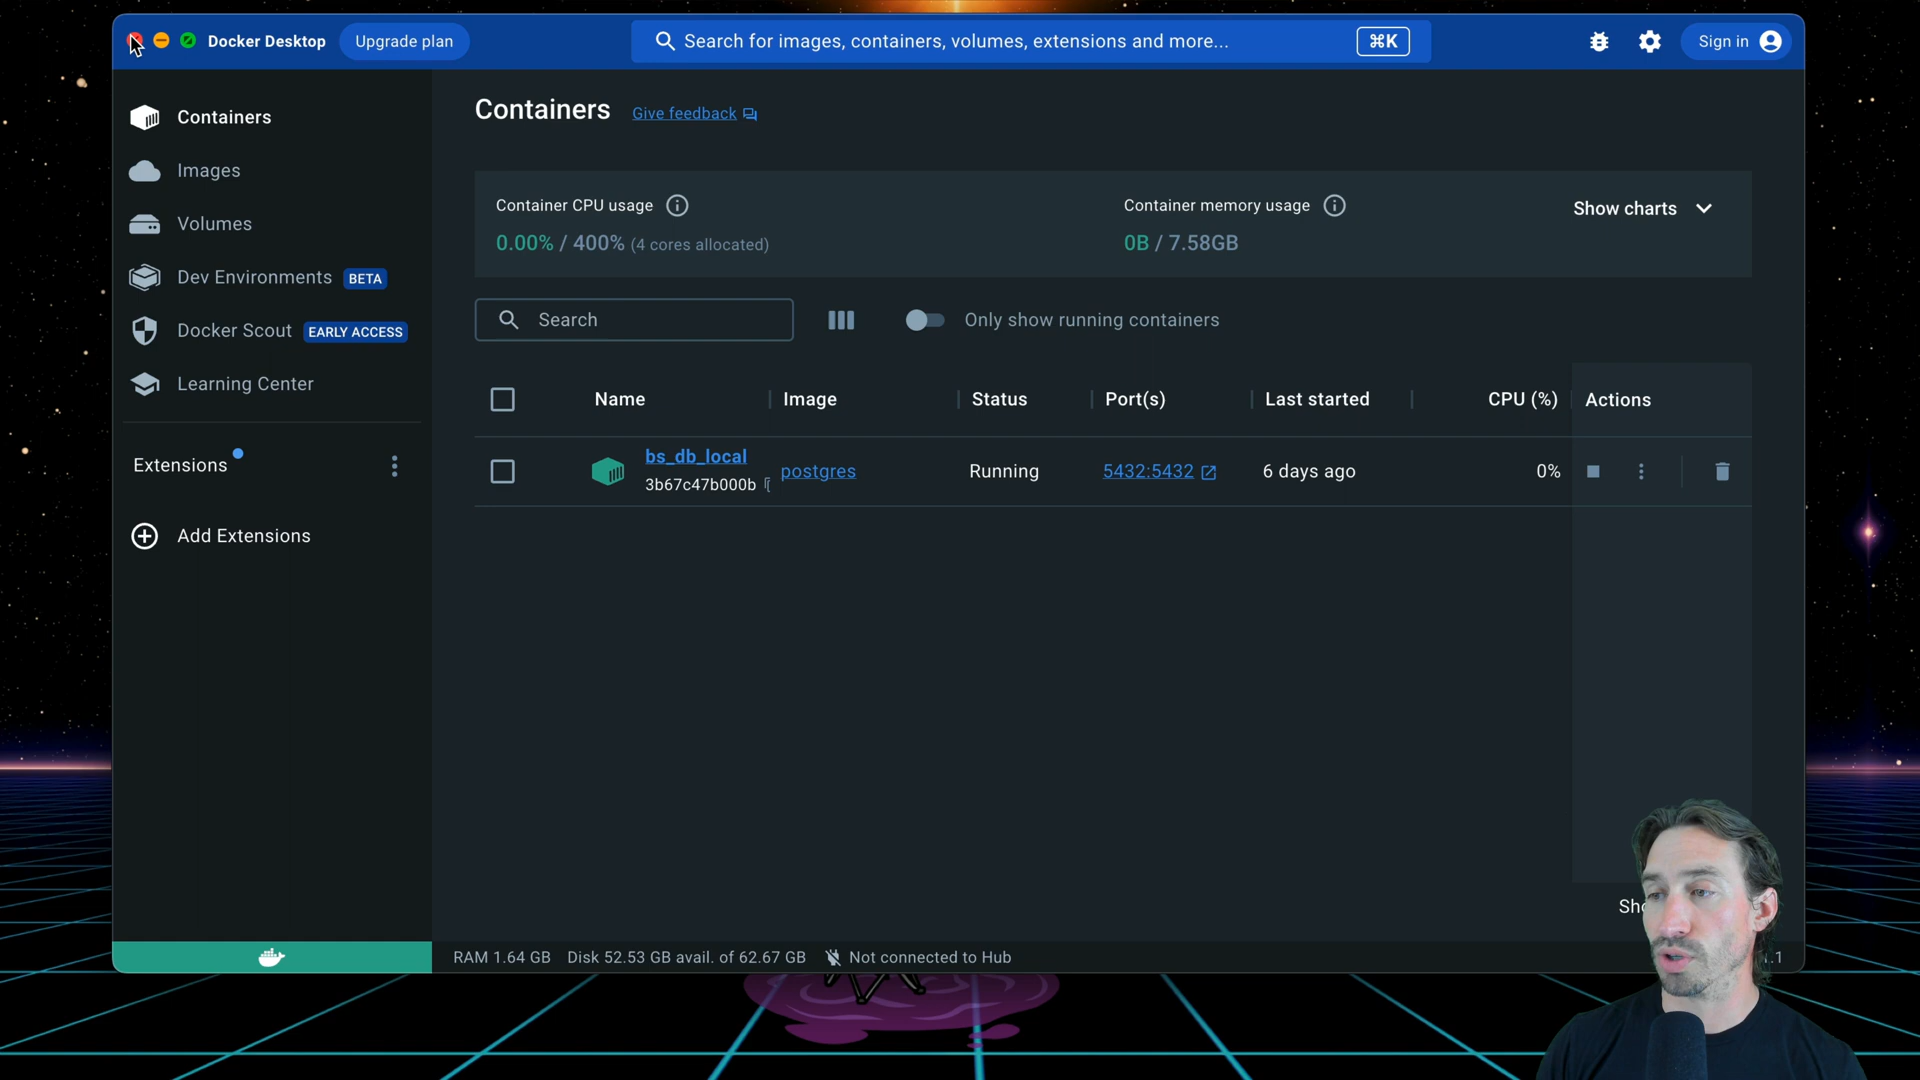 Docker Desktop
Upgrade plan
Search for images, containers, volumes, extensions and more...
⌘K
Sign in
Containers
Images
Volumes
Dev Environments BETA
Docker Scout EARLY ACCESS
Learning Center
Extensions
Add Extensions
Containers Give feedback
Container CPU usage
0.00% / 400% (4 cores allocated)
Container memory usage
0B / 7.58GB
Show charts
Search
Only show running containers
Name Image Status Port(s) Last started CPU (%) Actions
bs_db_local
3b67c47b000b
postgres Running 5432:5432 6 days ago 0%
RAM 1.64 GB Disk 52.53 GB avail. of 62.67 GB Not connected to Hub